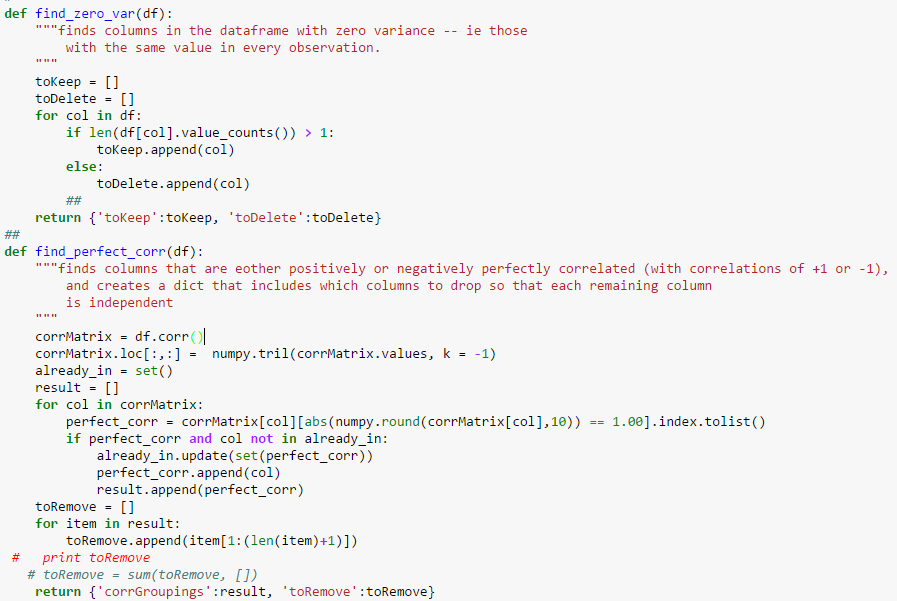 def find_zero_var(df):
    """finds columns in the dataframe with zero variance -- ie those
        with the same value in every observation.
    """
    toKeep = []
    toDelete = []
    for col in df:
        if len(df[col].value_counts()) > 1:
            toKeep.append(col)
        else:
            toDelete.append(col)
        ##
    return {'toKeep':toKeep, 'toDelete':toDelete}
##
def find_perfect_corr(df):
    """finds columns that are eother positively or negatively perfectly correlated (with correlations of +1 or -1),
        and creates a dict that includes which columns to drop so that each remaining column
        is independent
    """
    corrMatrix = df.corr()
    corrMatrix.loc[:,:] =  numpy.tril(corrMatrix.values, k = -1)
    already_in = set()
    result = []
    for col in corrMatrix:
        perfect_corr = corrMatrix[col][abs(numpy.round(corrMatrix[col],10)) == 1.00].index.tolist()
        if perfect_corr and col not in already_in:
            already_in.update(set(perfect_corr))
            perfect_corr.append(col)
            result.append(perfect_corr)
    toRemove = []
    for item in result:
        toRemove.append(item[1:(len(item)+1)])
 #   print toRemove
   # toRemove = sum(toRemove, [])
    return {'corrGroupings':result, 'toRemove':toRemove}